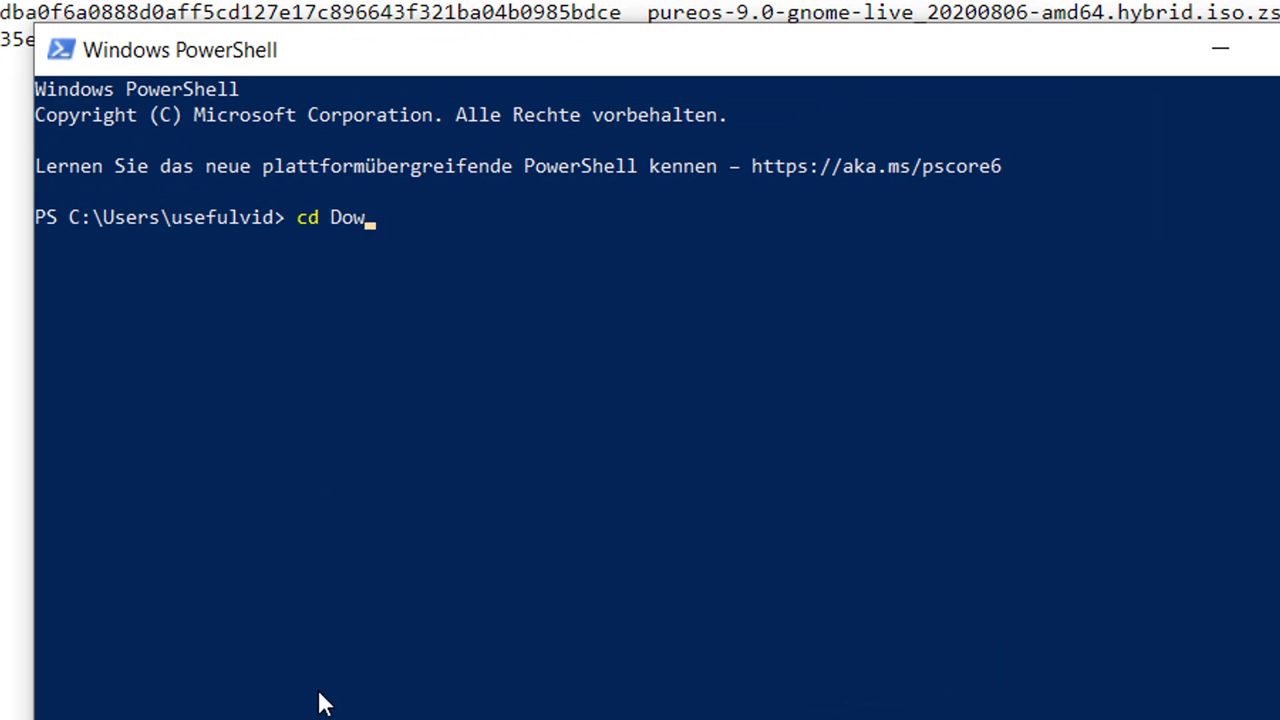 dba0f6a0888d0aff5cd127e17c896643f321ba04b0985bdce  pureos-9.0-gnome-live_20200806-amd64.hybrid.iso.zs
35e
Windows PowerShell
Windows PowerShell
Copyright (C) Microsoft Corporation. Alle Rechte vorbehalten.
Lernen Sie das neue plattformübergreifende PowerShell kennen – https://aka.ms/pscore6
PS C:\Users\usefulvid> cd Dow